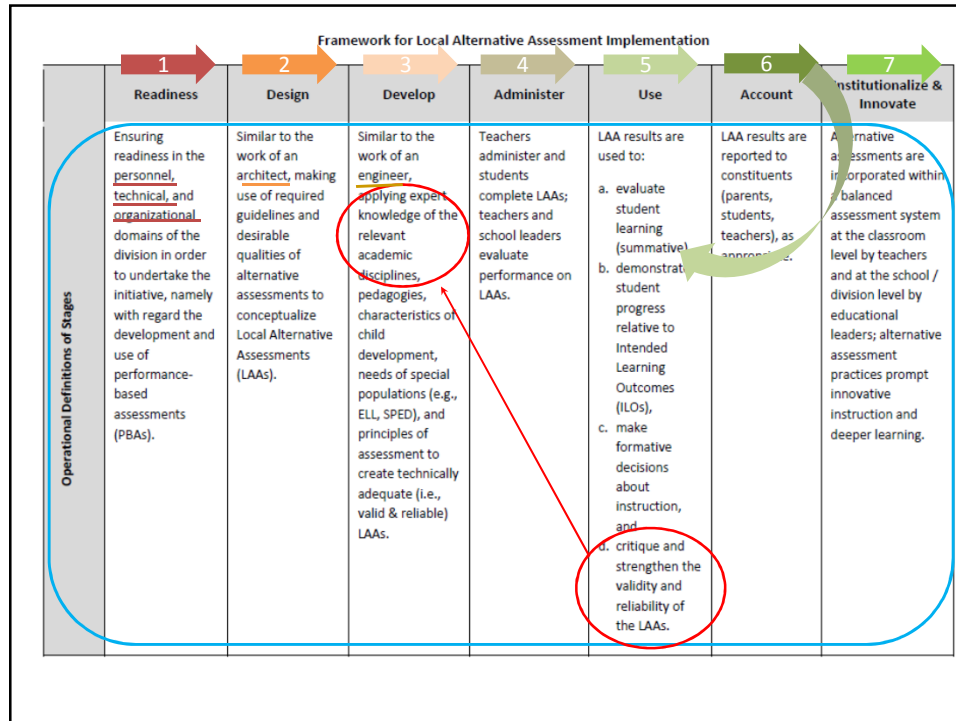 Framework for Local Alternative Assessment Implementation
1
2
3
4
5
6
7
Readiness
Design
Develop
Administer
Use
Account
Institutionalize &
Innovate
Operational Definitions of Stages
Ensuring
readiness in the
personnel,
technical, and
organizational
domains of the
division in order
to undertake the
initiative, namely
with regard the
development and
use of
performance-
based
assessments
(PBAs).
Similar to the
work of an
architect, making
use of required
guidelines and
desirable
qualities of
alternative
assessments to
conceptualize
Local Alternative
Assessments
(LAAs).
Similar to the
work of an
engineer,
applying expert
knowledge of the
relevant
academic
disciplines,
pedagogies,
characteristics of
child
development,
needs of special
populations (e.g.,
ELL, SPED), and
principles of
assessment to
create technically
adequate (i.e.,
valid & reliable)
LAAs.
Teachers
administer and
students
complete LAAs;
teachers and
school leaders
evaluate
performance on
LAAs.
LAA results are
used to:
a. evaluate
student
learning
(summative)
b. demonstrate
student
progress
relative to
Intended
Learning
Outcomes
(ILOs),
c. make
formative
decisions
about
instruction,
and
d. critique and
strengthen the
validity and
reliability of
the LAAs.
LAA results are
reported to
constituents
(parents,
students,
teachers), as
appropriate.
Alternative
assessments are
incorporated within
a balanced
assessment system
at the classroom
level by teachers
and at the school /
division level by
educational
leaders; alternative
assessment
practices prompt
innovative
instruction and
deeper learning.